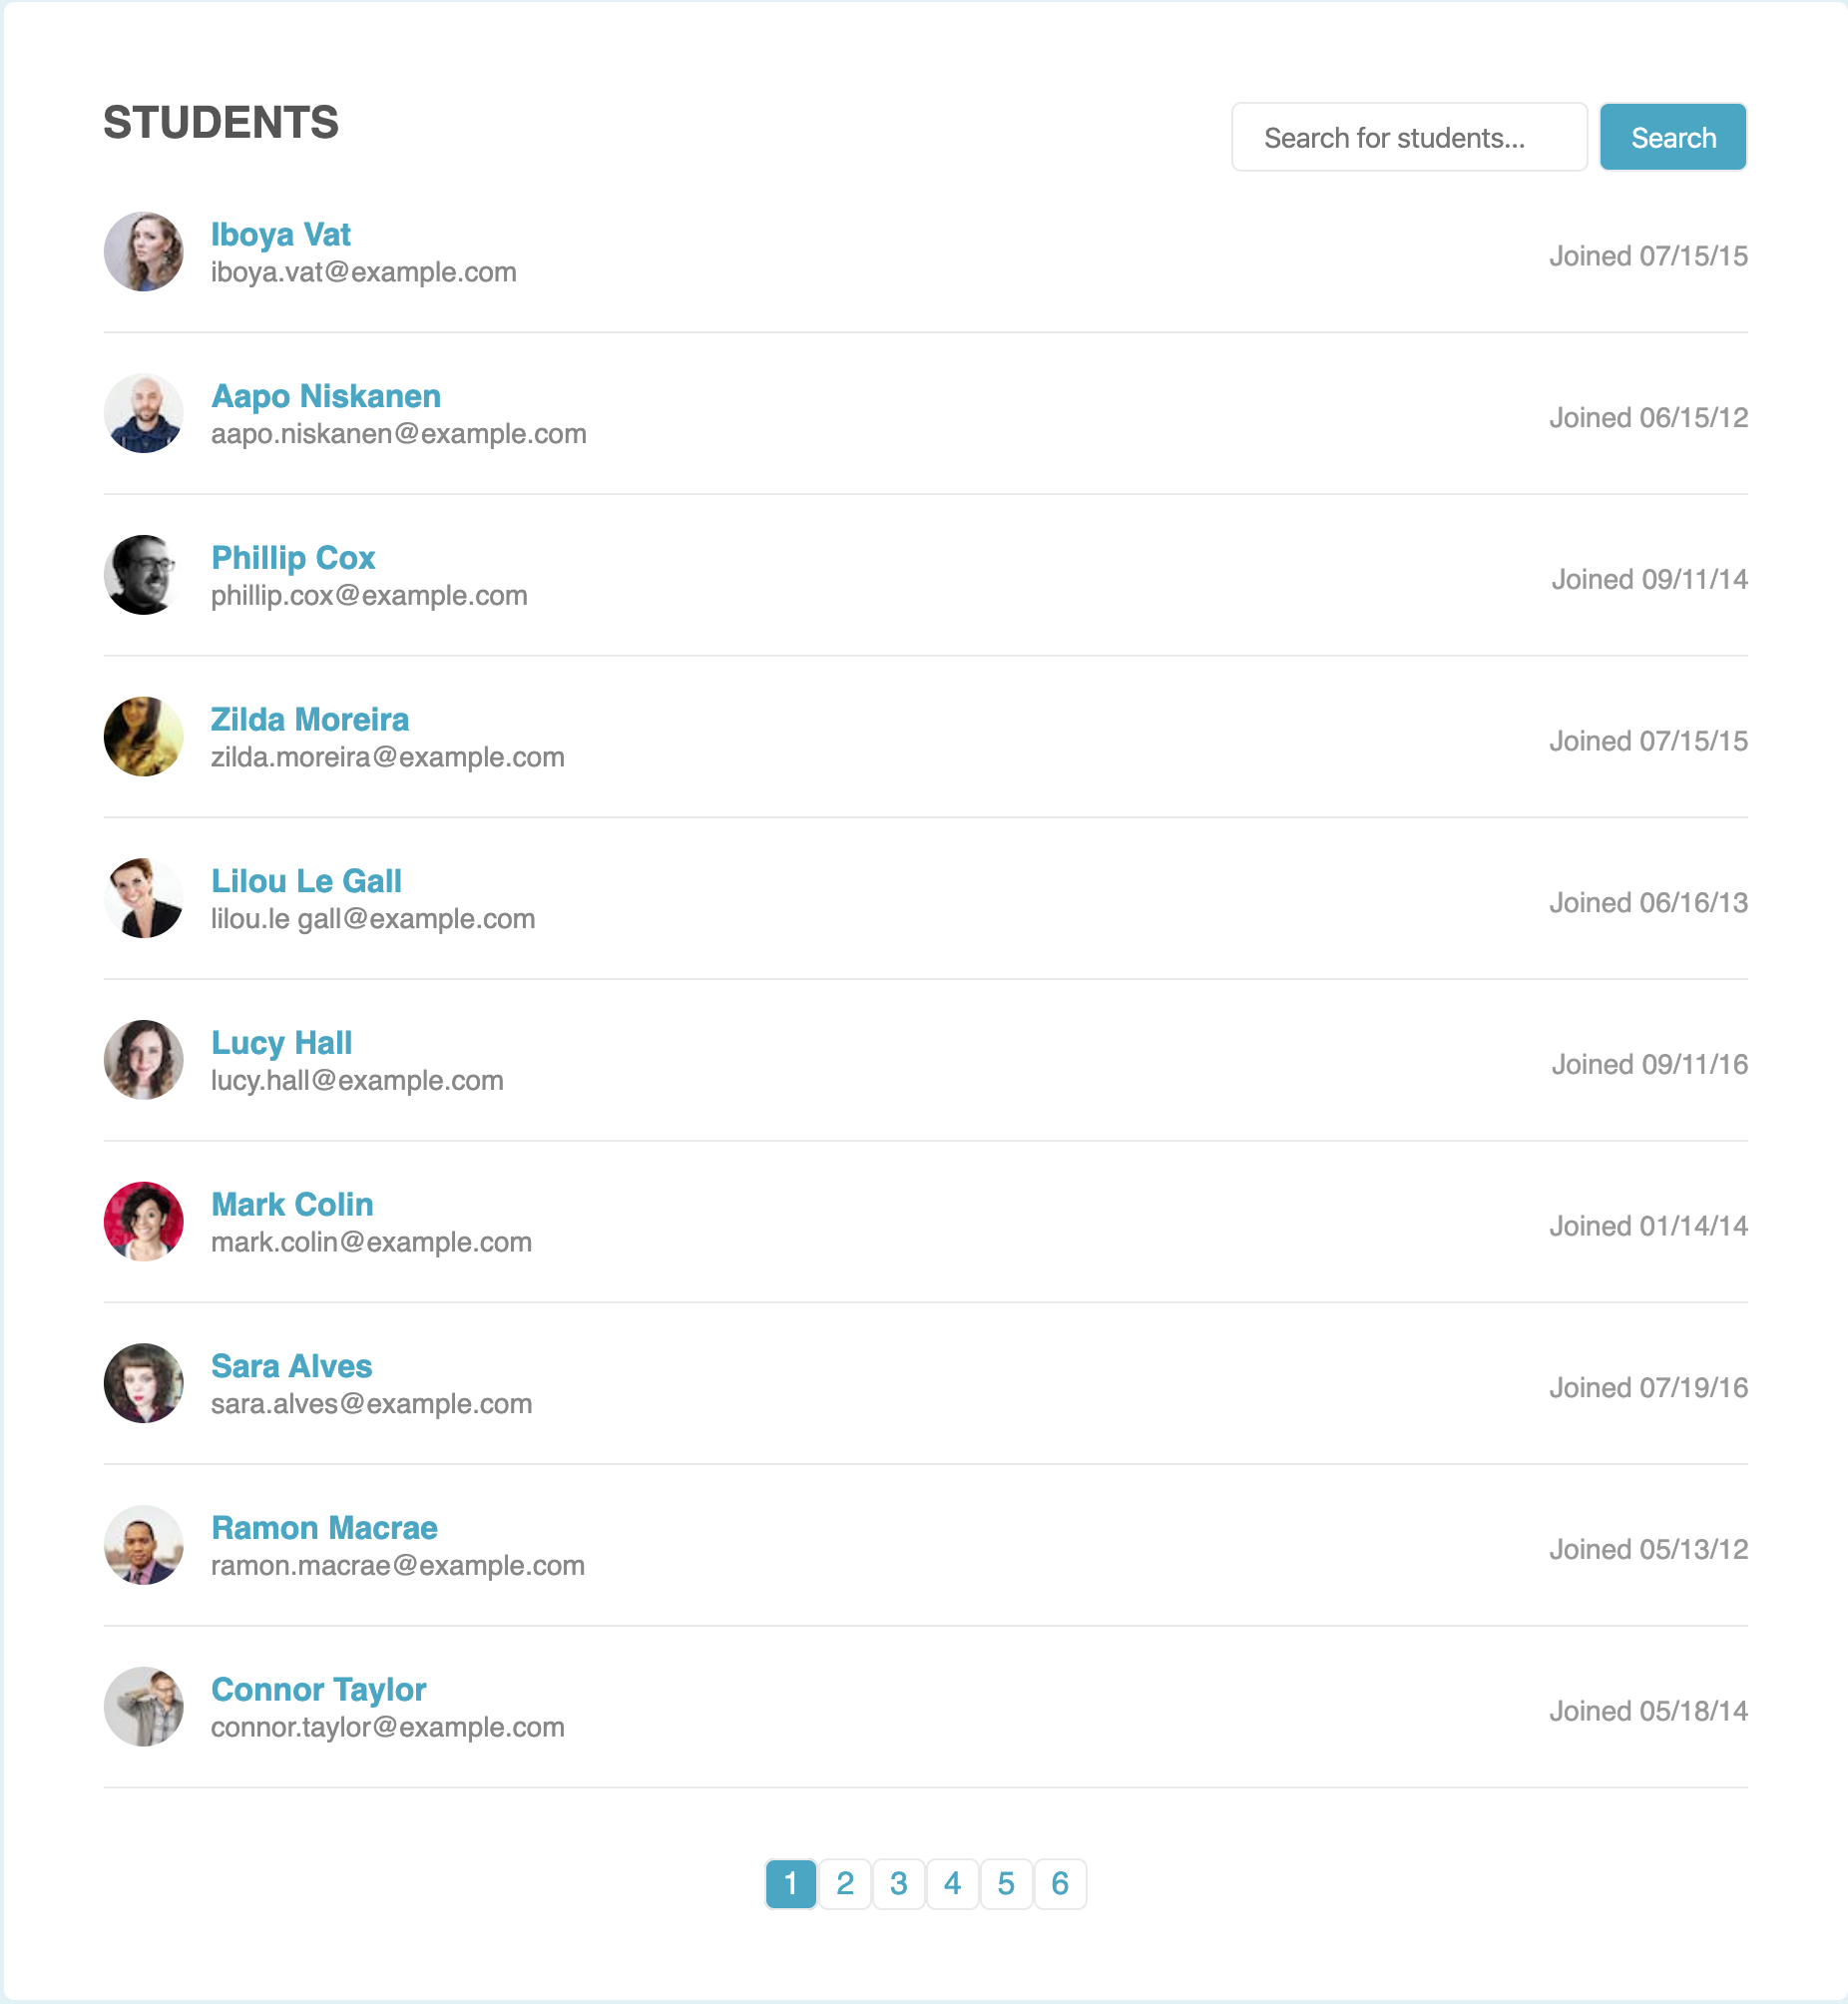 STUDENTS
Search for students...
Search
Iboya Vat
iboya.vat@example.com
Joined 07/15/15
Aapo Niskanen
aapo.niskanen@example.com
Joined 06/15/12
Phillip Cox
phillip.cox@example.com
Joined 09/11/14
Zilda Moreira
zilda.moreira@example.com
Joined 07/15/15
Lilou Le Gall
lilou.le gall@example.com
Joined 06/16/13
Lucy Hall
lucy.hall@example.com
Joined 09/11/16
Mark Colin
mark.colin@example.com
Joined 01/14/14
Sara Alves
sara.alves@example.com
Joined 07/19/16
Ramon Macrae
ramon.macrae@example.com
Joined 05/13/12
Connor Taylor
connor.taylor@example.com
Joined 05/18/14
1 2 3 4 5 6